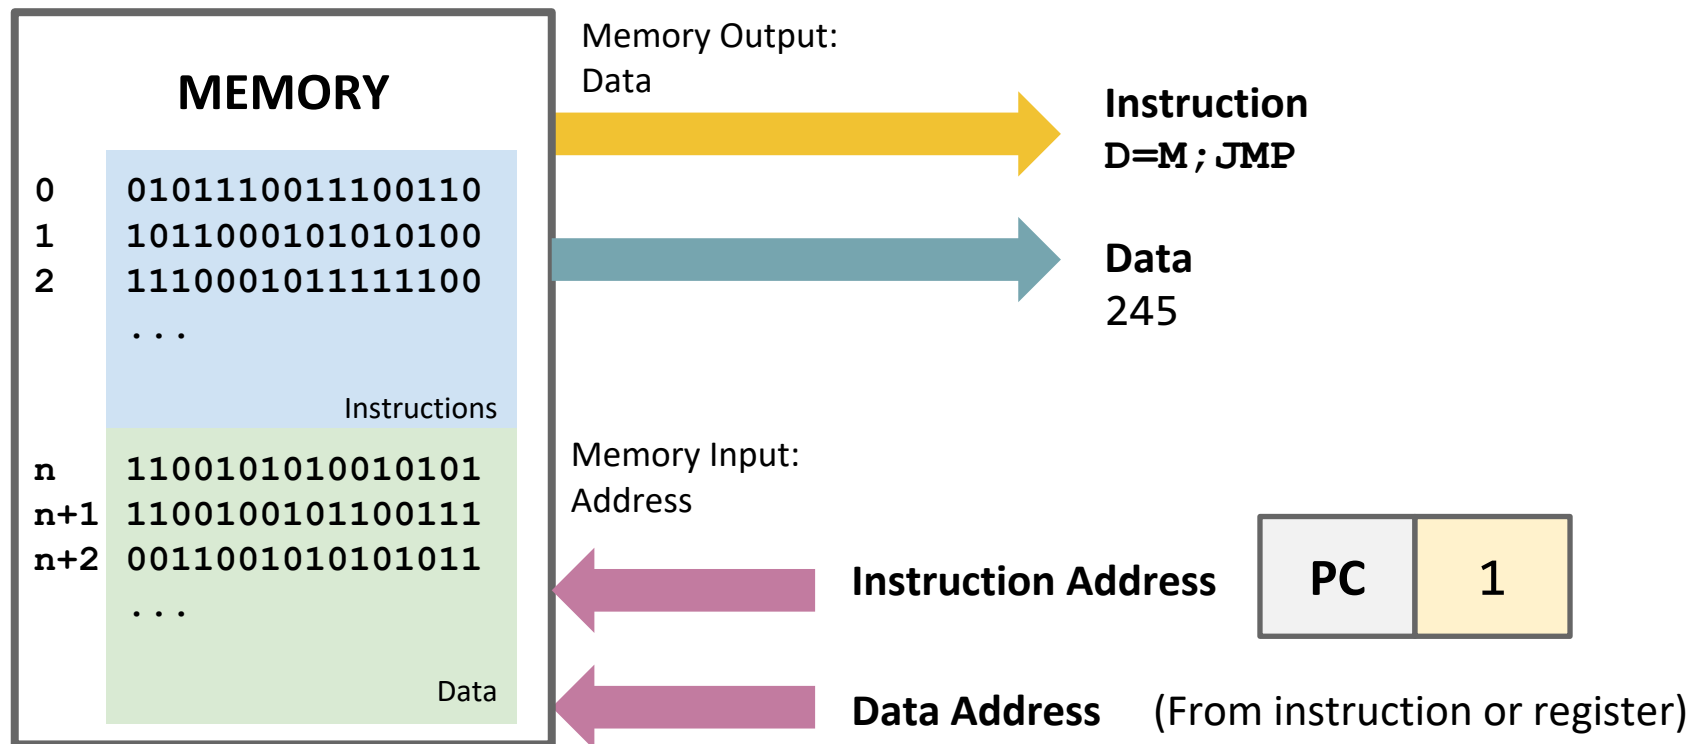 MEMORY
0 0101110011100110
1 1011000101010100
2 1110001011111100
...
Instructions
n 1100101010010101
n+1 1100100101100111
n+2 0011001010101011
...
Data
Memory Output:
Data
Instruction
D=M;JMP
Data
245
Memory Input:
Address
Instruction Address PC 1
Data Address (From instruction or register)